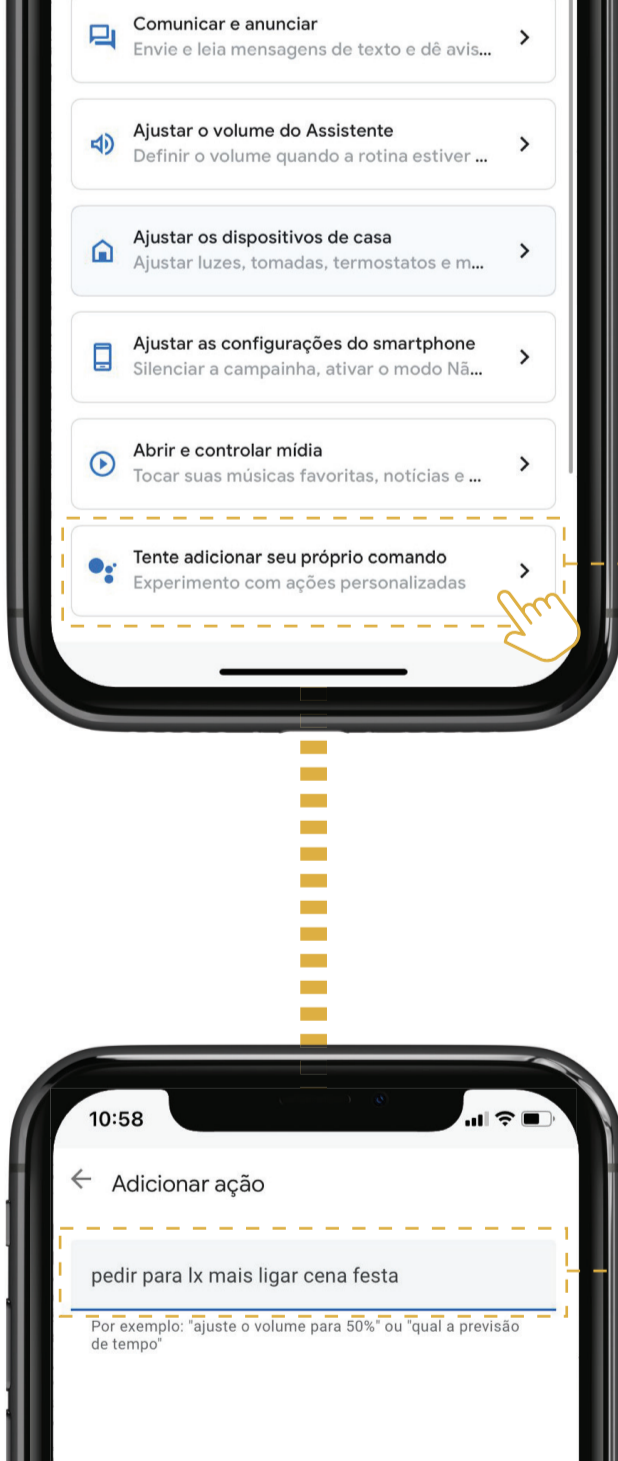 Comunicar e anunciar
Envie e leia mensagens de texto e dê avis...
Ajustar o volume do Assistente
Definir o volume quando a rotina estiver ...
Ajustar os dispositivos de casa
Ajustar luzes, tomadas, termostatos e m...
Ajustar as configurações do smartphone
Silenciar a campainha, ativar o modo Nã...
Abrir e controlar mídia
Tocar suas músicas favoritas, notícias e ...
Tente adicionar seu próprio comando
Experimento com ações personalizadas
10:58
Adicionar ação
pedir para lx mais ligar cena festa
Por exemplo: "ajuste o volume para 50%" ou "qual a previsão
de tempo"